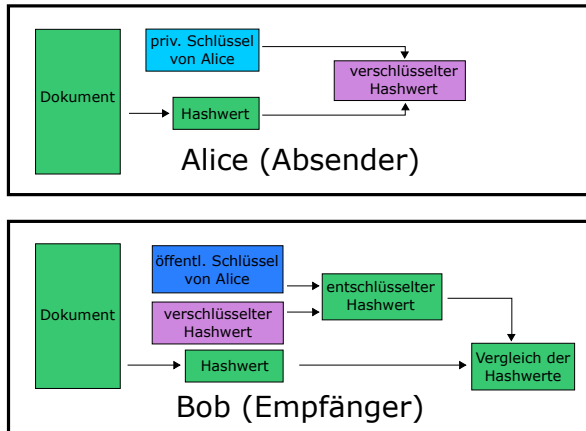 priv. Schlüssel
von Alice
verschlüsselter
Hashwert
Dokument
Hashwert
Alice (Absender)
öffentl. Schlüssel
von Alice
entschlüsselter
Hashwert
verschlüsselter
Hashwert
Dokument
Hashwert
Vergleich der
Hashwerte
Bob (Empfänger)